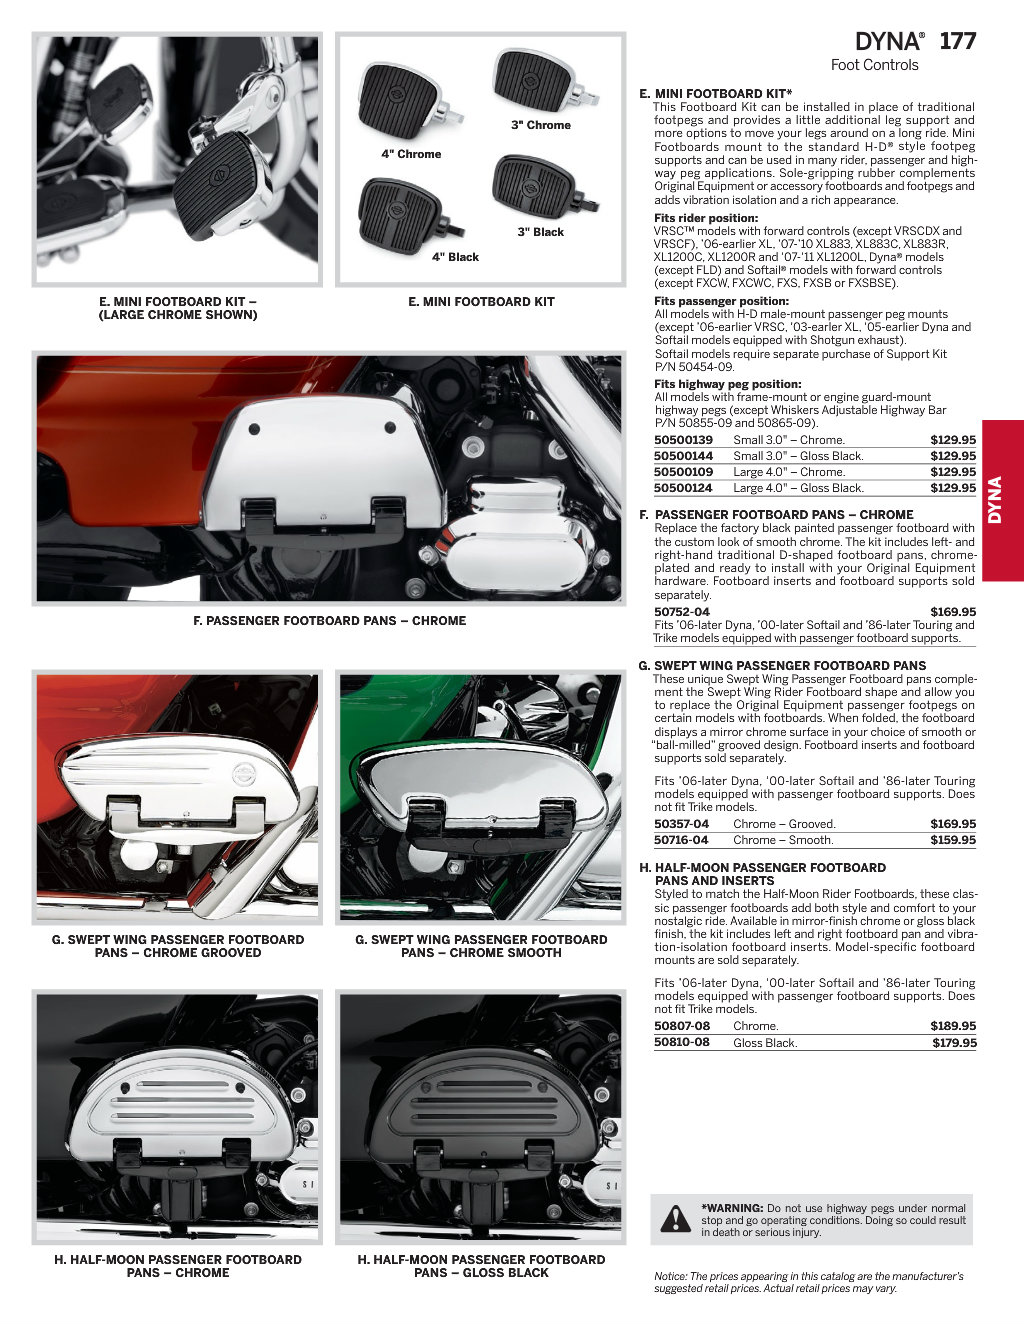 DYNA® 177
Foot Controls
3" Chrome
4" Chrome
3" Black
4" Black
E. MINI FOOTBOARD KIT –
(LARGE CHROME SHOWN)
E. MINI FOOTBOARD KIT
F. PASSENGER FOOTBOARD PANS – CHROME
G. SWEPT WING PASSENGER FOOTBOARD
PANS – CHROME GROOVED
G. SWEPT WING PASSENGER FOOTBOARD
PANS – CHROME SMOOTH
H. HALF-MOON PASSENGER FOOTBOARD
PANS – CHROME
H. HALF-MOON PASSENGER FOOTBOARD
PANS – GLOSS BLACK
E. MINI FOOTBOARD KIT*
This Footboard Kit can be installed in place of traditional
footpegs and provides a little additional leg support and
more options to move your legs around on a long ride. Mini
Footboards mount to the standard H-D® style footpeg
supports and can be used in many rider, passenger and high-
way peg applications. Sole-gripping rubber complements
Original Equipment or accessory footboards and footpegs and
adds vibration isolation and a rich appearance.
Fits rider position:
VRSC™ models with forward controls (except VRSCDX and
VRSCF), '06-earlier XL, '07-'10 XL883, XL883C, XL883R,
XL1200C, XL1200R and '07-'11 XL1200L, Dyna® models
(except FLD) and Softail® models with forward controls
(except FXCW, FXCWC, FXS, FXSB or FXSBSE).
Fits passenger position:
All models with H-D male-mount passenger peg mounts
(except '06-earlier VRSC, '03-earler XL, '05-earlier Dyna and
Softail models equipped with Shotgun exhaust).
Softail models require separate purchase of Support Kit
P/N 50454-09.
Fits highway peg position:
All models with frame-mount or engine guard-mount
highway pegs (except Whiskers Adjustable Highway Bar
P/N 50855-09 and 50865-09).
50500139 Small 3.0" – Chrome. $129.95
50500144 Small 3.0" – Gloss Black. $129.95
50500109 Large 4.0" – Chrome. $129.95
50500124 Large 4.0" – Gloss Black. $129.95
F. PASSENGER FOOTBOARD PANS – CHROME
Replace the factory black painted passenger footboard with
the custom look of smooth chrome. The kit includes left- and
right-hand traditional D-shaped footboard pans, chrome-
plated and ready to install with your Original Equipment
hardware. Footboard inserts and footboard supports sold
separately.
50752-04 $169.95
Fits '06-later Dyna, '00-later Softail and '86-later Touring and
Trike models equipped with passenger footboard supports.
G. SWEPT WING PASSENGER FOOTBOARD PANS
These unique Swept Wing Passenger Footboard pans comple-
ment the Swept Wing Rider Footboard shape and allow you
to replace the Original Equipment passenger footpegs on
certain models with footboards. When folded, the footboard
displays a mirror chrome surface in your choice of smooth or
"ball-milled" grooved design. Footboard inserts and footboard
supports sold separately.
Fits '06-later Dyna, '00-later Softail and '86-later Touring
models equipped with passenger footboard supports. Does
not fit Trike models.
50357-04 Chrome – Grooved. $169.95
50716-04 Chrome – Smooth. $159.95
H. HALF-MOON PASSENGER FOOTBOARD
PANS AND INSERTS
Styled to match the Half-Moon Rider Footboards, these clas-
sic passenger footboards add both style and comfort to your
nostalgic ride. Available in mirror-finish chrome or gloss black
finish, the kit includes left and right footboard pan and vibra-
tion-isolation footboard inserts. Model-specific footboard
mounts are sold separately.
Fits '06-later Dyna, '00-later Softail and '86-later Touring
models equipped with passenger footboard supports. Does
not fit Trike models.
50807-08 Chrome. $189.95
50810-08 Gloss Black. $179.95
DYNA
*WARNING: Do not use highway pegs under normal
stop and go operating conditions. Doing so could result
in death or serious injury.
Notice: The prices appearing in this catalog are the manufacturer's
suggested retail prices. Actual retail prices may vary.